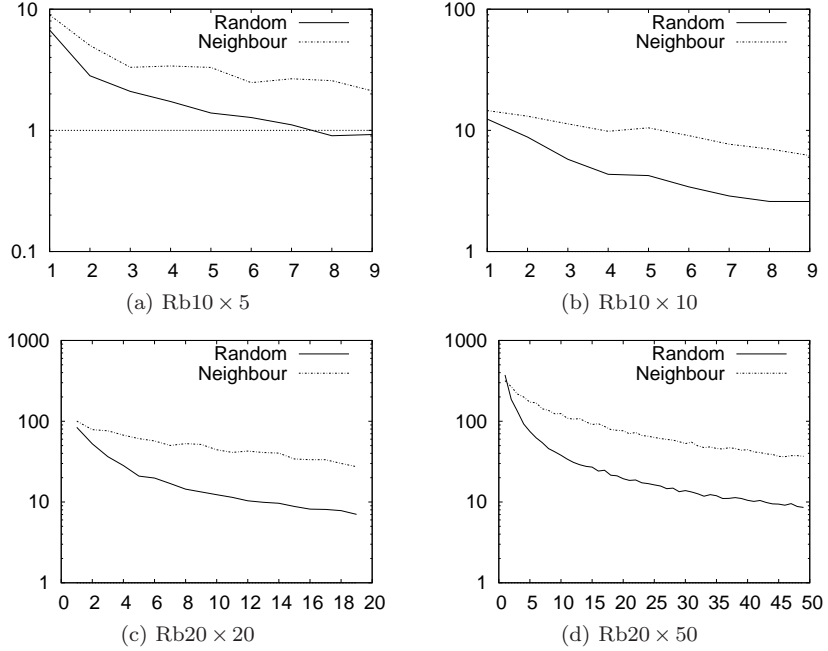 10
1
0.1
Random
Neighbour
1 2 3 4 5 6 7 8 9
(a) Rb10 × 5
100
10
1
Random
Neighbour
1 2 3 4 5 6 7 8 9
(b) Rb10 × 10
1000
100
10
1
Random
Neighbour
0 2 4 6 8 10 12 14 16 18 20
(c) Rb20 × 20
1000
100
10
1
Random
Neighbour
0 5 10 15 20 25 30 35 40 45 50
(d) Rb20 × 50